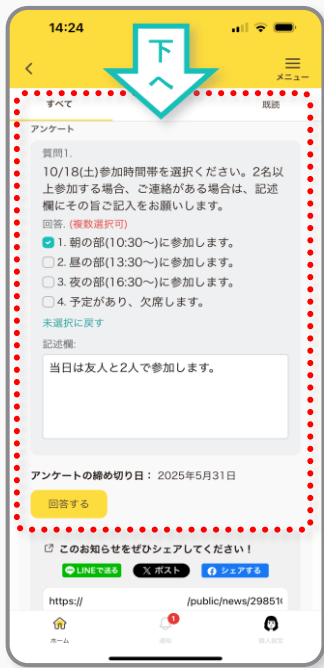 14:24
下
へ
メニュー
すべて
既読
アンケート
質問1.
10/18(土)参加時間帯を選択ください。2名以
上参加する場合、ご連絡がある場合は、記述
欄にその旨ご記入をお願いします。
回答. (複数選択可)
1. 朝の部(10:30〜)に参加します。
2. 昼の部(13:30〜)に参加します。
3. 夜の部(16:30〜)に参加します。
4. 予定があり、欠席します。
未選択に戻す
記述欄:
当日は友人と2人で参加します。
アンケートの締め切り日： 2025年5月31日
回答する
このお知らせをぜひシェアしてください！
LINEで送る
X ポスト
シェアする
https:// /public/news/298510
1
ホーム
通知
個人設定